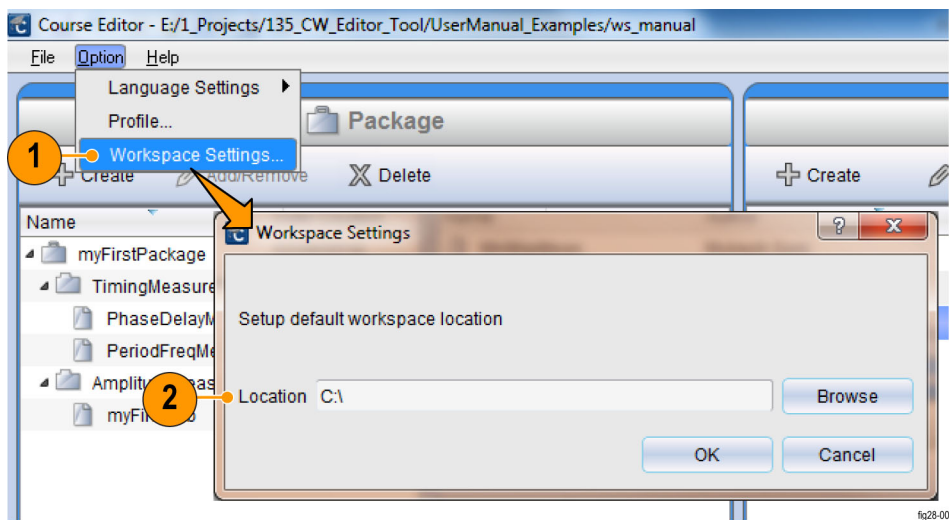 Course Editor - E:/1_Projects/135_CW_Editor_Tool/UserManual_Examples/ws_manual
File Option Help
Language Settings
Profile...
Workspace Settings...
1
Package
Create Add/Remove Delete
Create
Name
myFirstPackage
TimingMeasure
PhaseDelayM
PeriodFreqMe
Amplitu eas
myFir
Workspace Settings
Setup default workspace location
2
Location C:\
Browse
OK Cancel
fig28-00